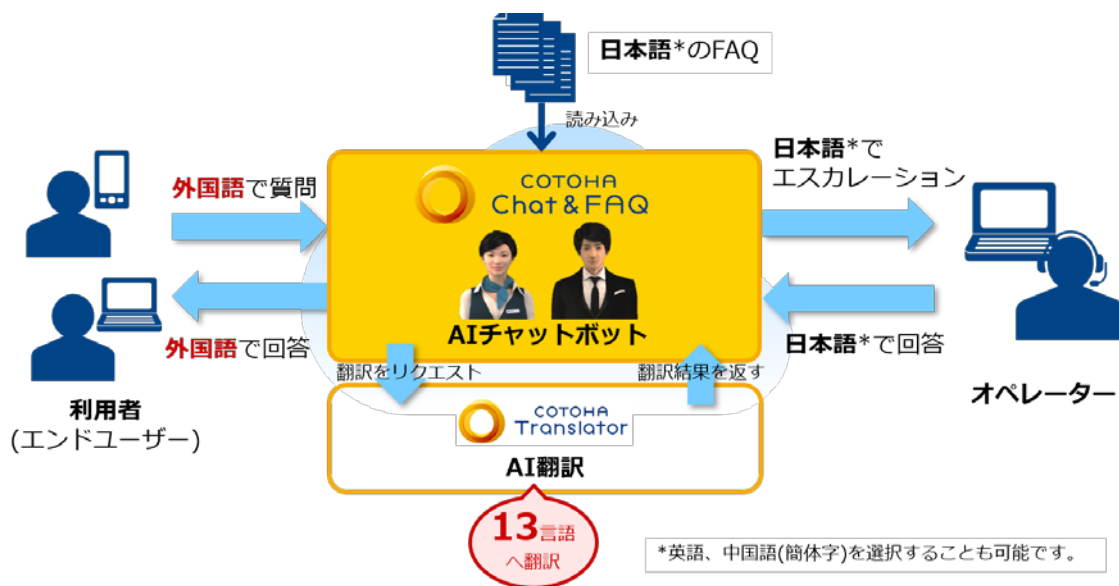 日本語*のFAQ
読み込み
外国語で質問
COTOHA
Chat & FAQ
日本語*で
エスカレーション
外国語で回答
AIチャットボット
日本語*で回答
翻訳をリクエスト
翻訳結果を返す
利用者
(エンドユーザー)
オペレーター
COTOHA
Translator
AI翻訳
13言語
へ翻訳
*英語、中国語(簡体字)を選択することも可能です。